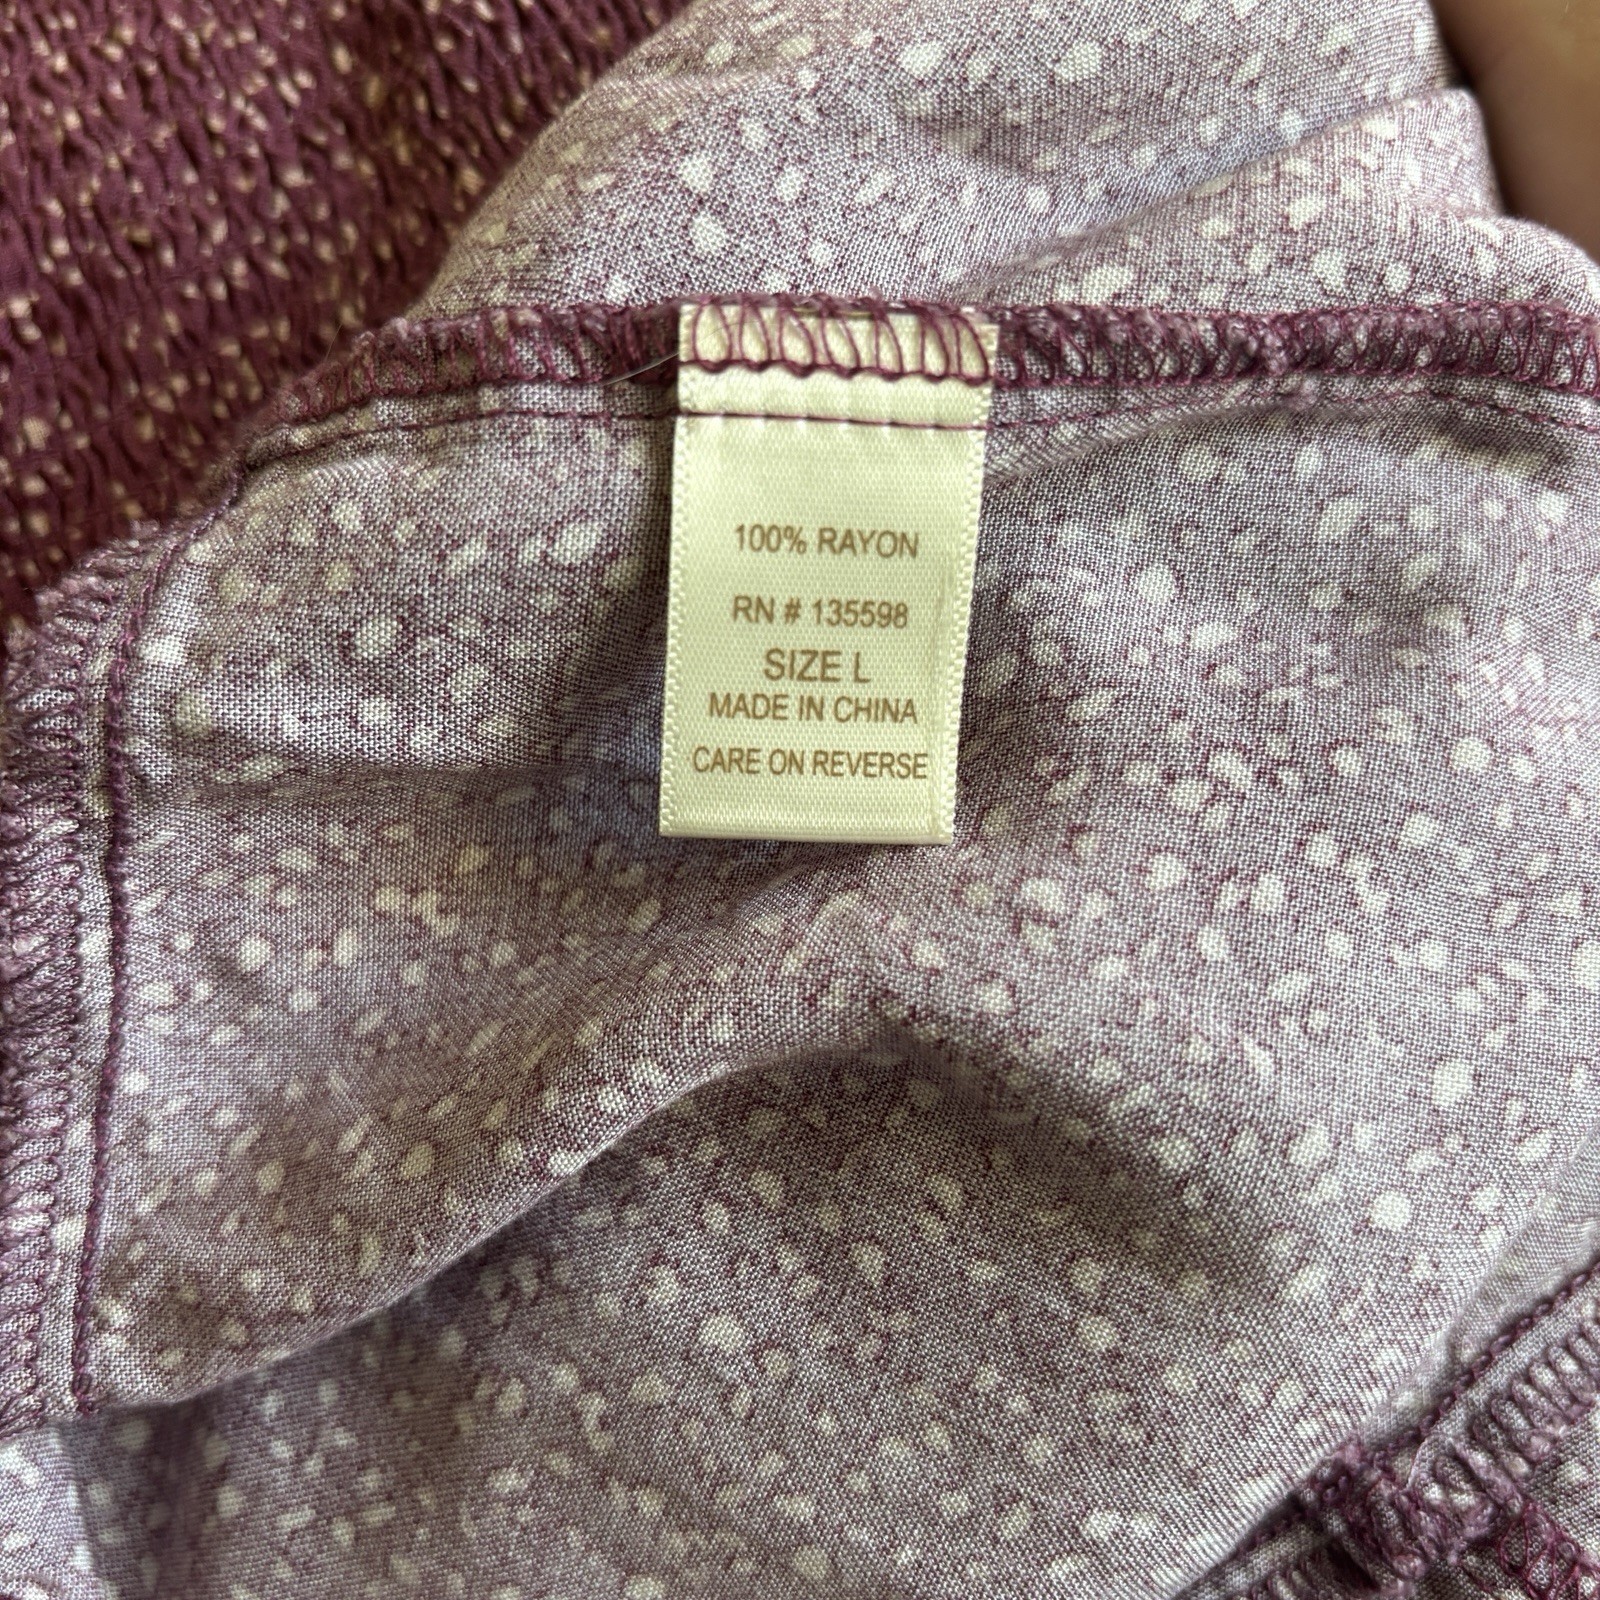 100% RAYON
RN # 135598
SIZE L
MADE IN CHINA
CARE ON REVERSE